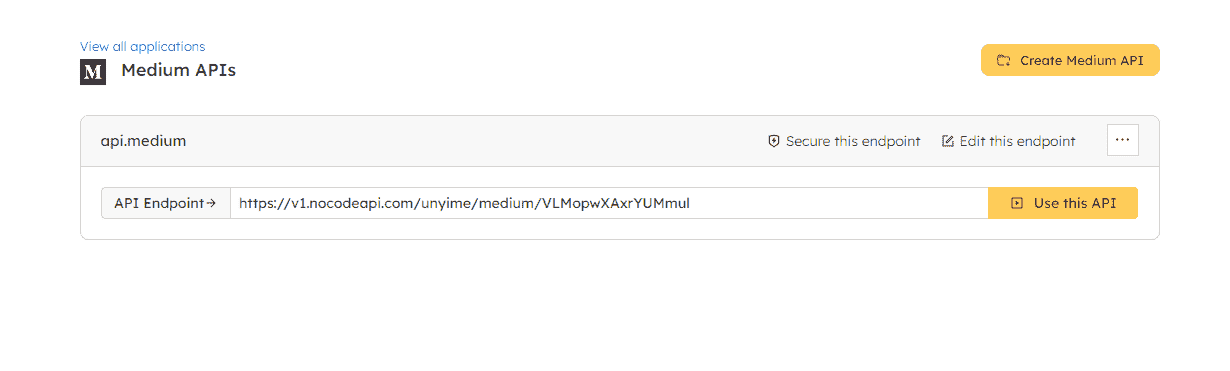 View all applications
M Medium APIs
Create Medium API
api.medium
Secure this endpoint
Edit this endpoint
...
API Endpoint→
https://v1.nocodeapi.com/unyime/medium/VLMopwXAxrYUMmul
Use this API